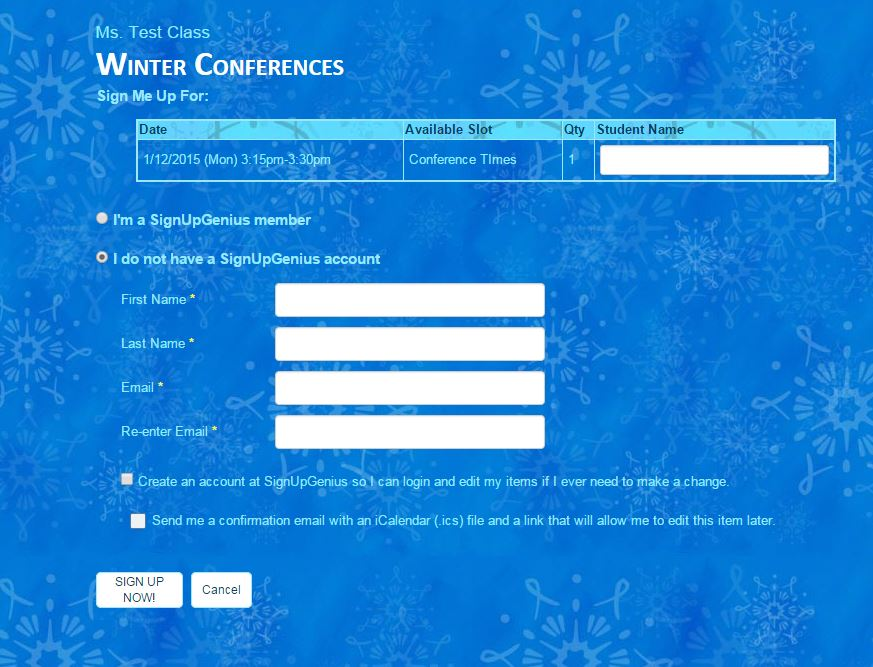 Ms. Test Class
WINTER CONFERENCES
Sign Me Up For:
Date Available Slot Qty Student Name
1/12/2015 (Mon) 3:15pm-3:30pm Conference TImes 1
I'm a SignUpGenius member
I do not have a SignUpGenius account
First Name *
Last Name *
Email *
Re-enter Email *
Create an account at SignUpGenius so I can login and edit my items if I ever need to make a change.
Send me a confirmation email with an iCalendar (.ics) file and a link that will allow me to edit this item later.
SIGN UP
NOW!
Cancel